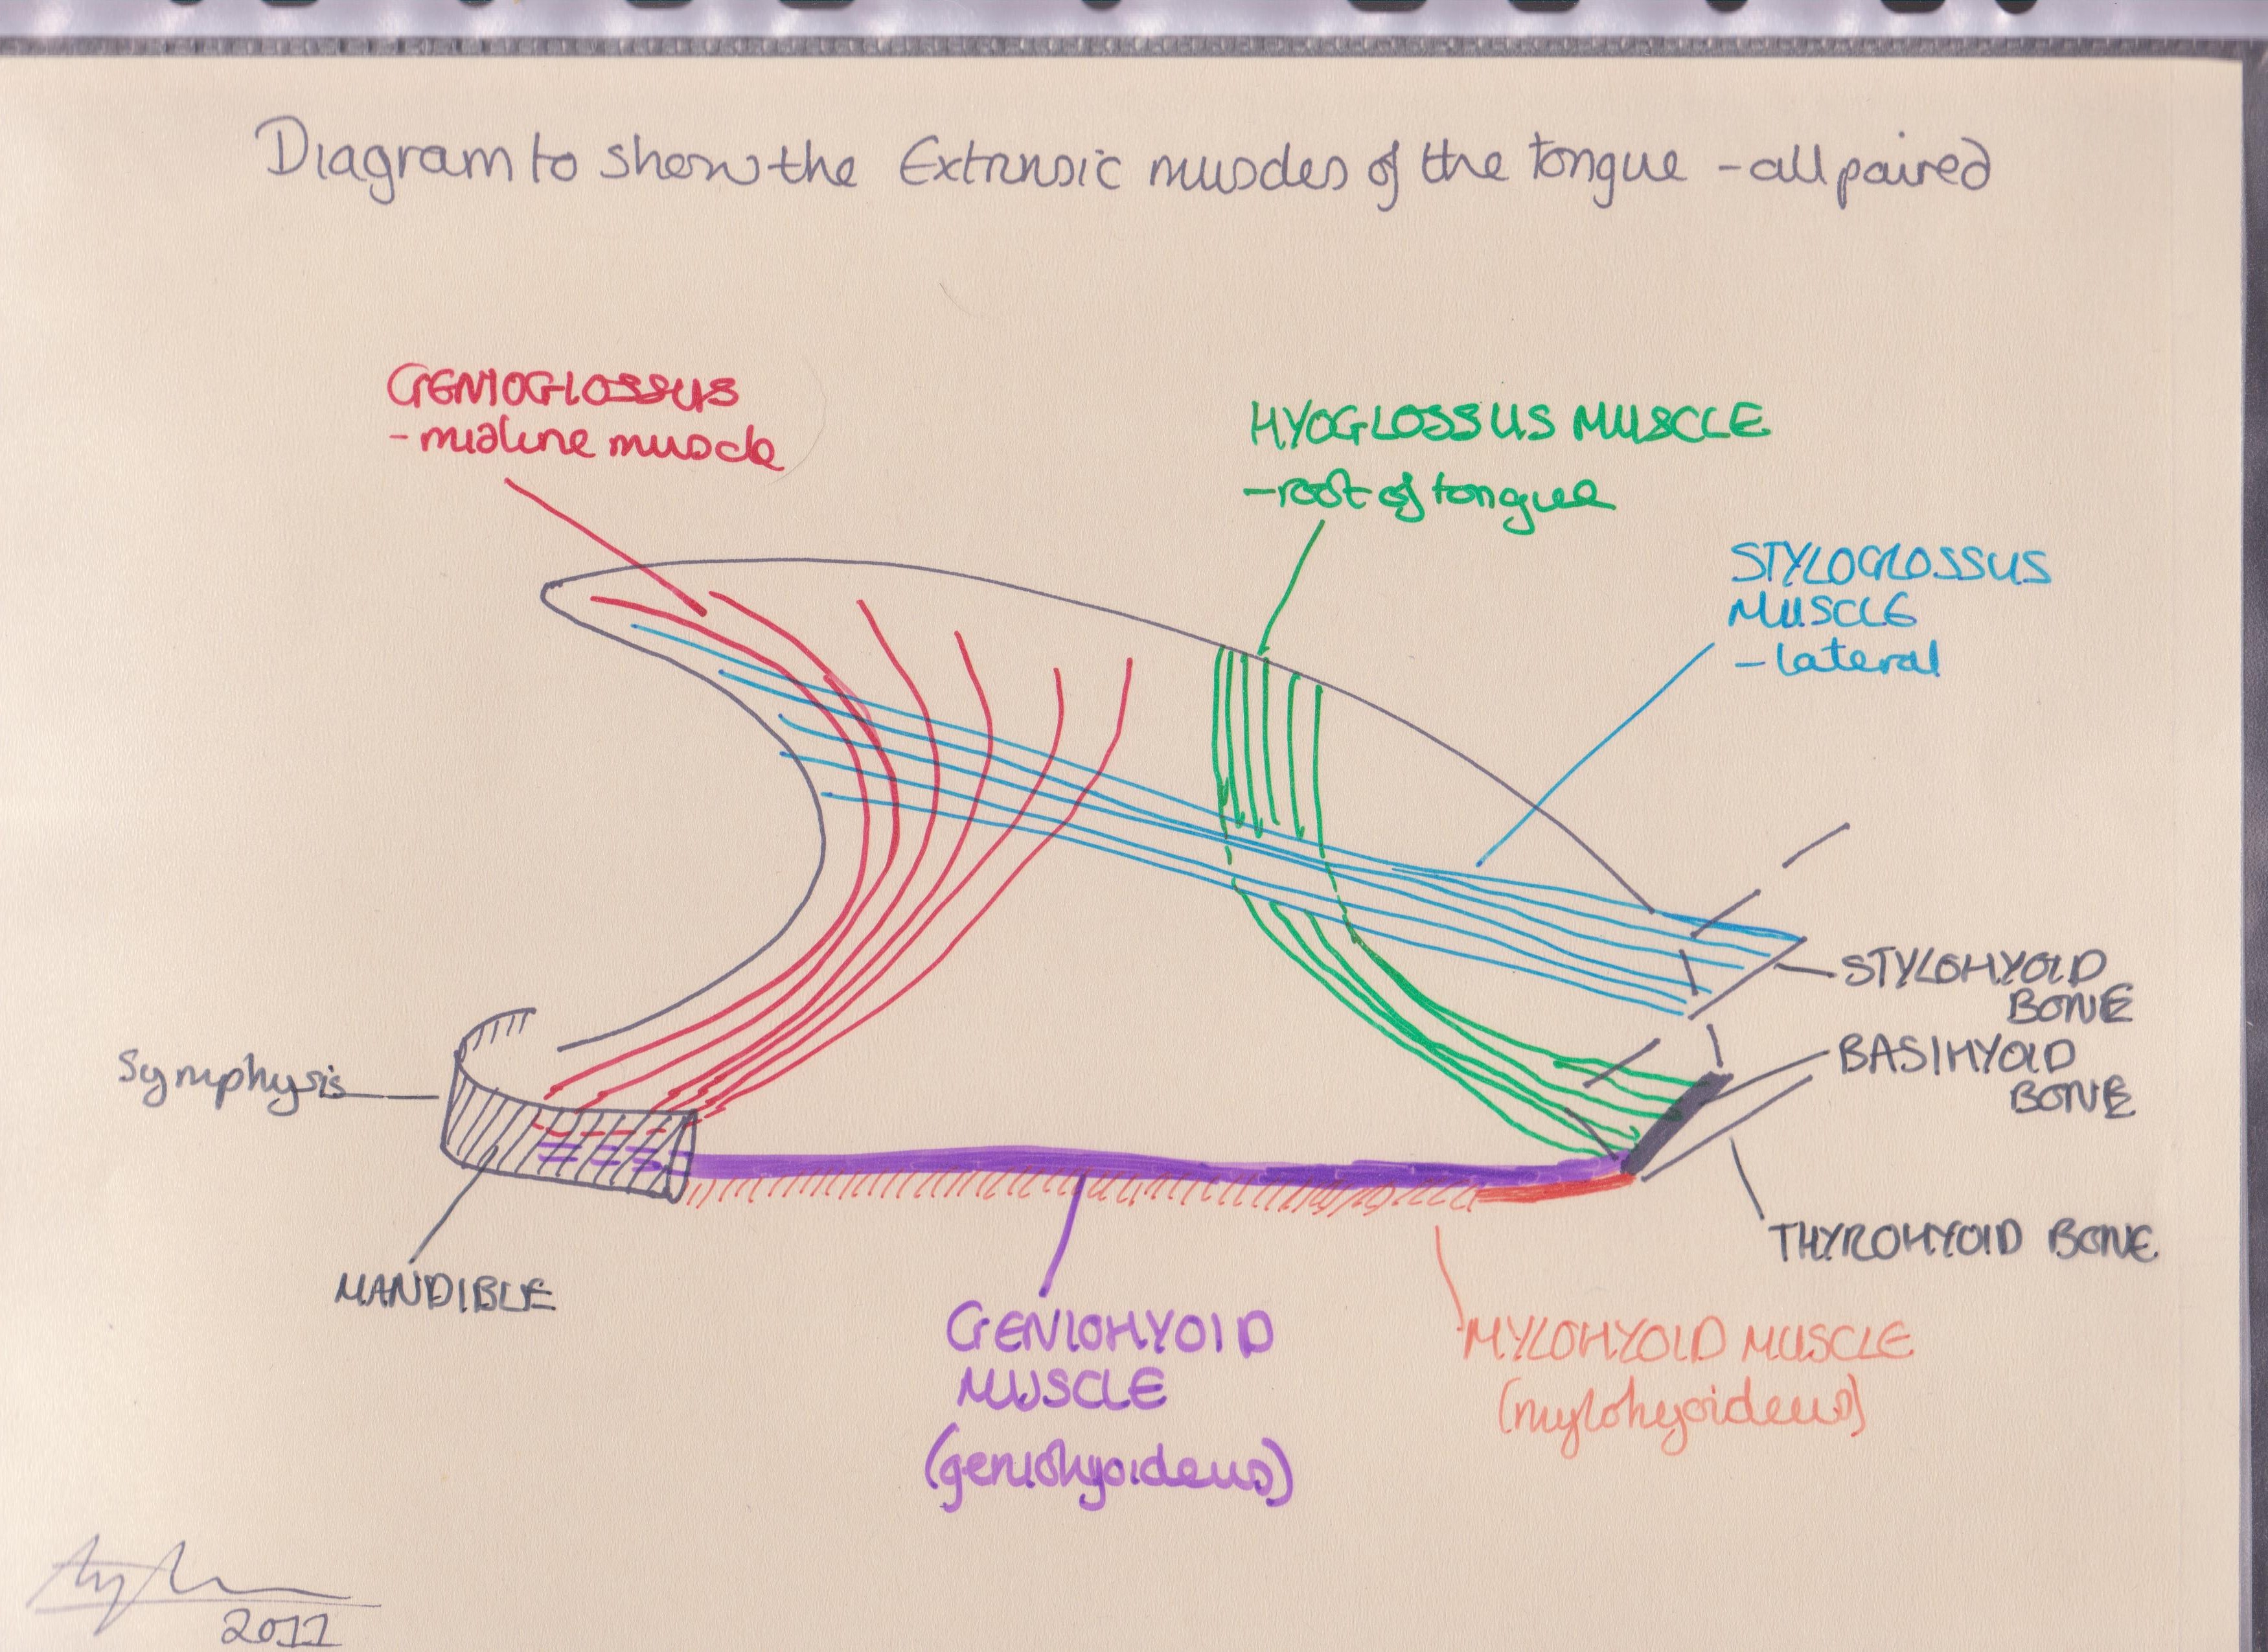 Diagram to show the Extrinsic muscles of the tongue - all paired
GENIOGLOSSUS
- midline muscle
HYOGLOSSUS MUSCLE
- root of tongue
STYLOGLOSSUS
MUSCLE
- lateral
STYLOHYOID
BONE
BASIHYOID
BONE
Symphysis
THYROHYOID BONE
MANDIBLE
GENIOHYOID
MUSCLE
(geniohyoideus)
MYLOHYOID MUSCLE
(mylohyoideus)
2011